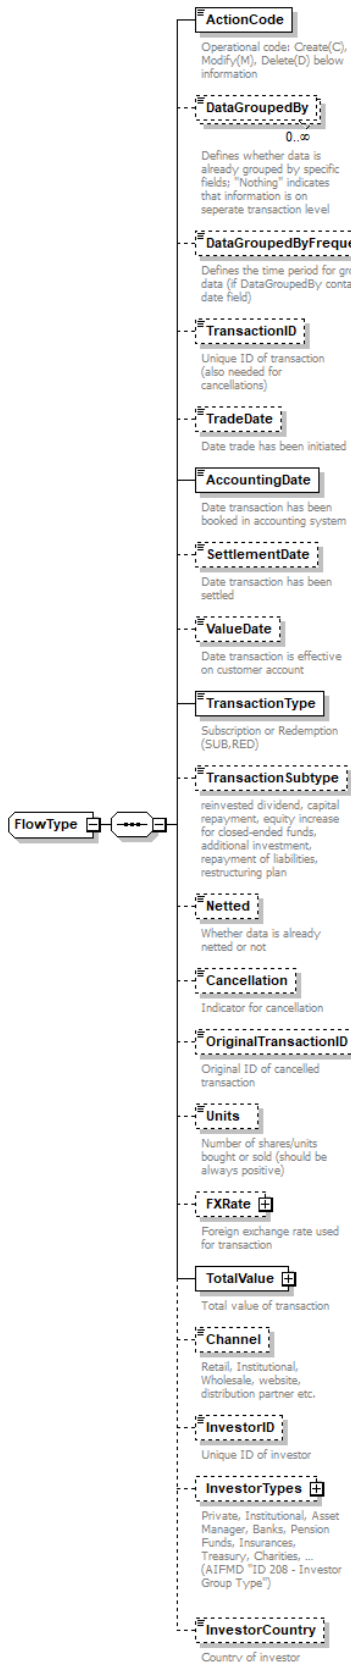 ActionCode
Operational code: Create(C),
Modify(M), Delete(D) below
information
DataGroupedBy
0..∞
Defines whether data is
already grouped by specific
fields; "Nothing" indicates
that information is on
seperate transaction level
DataGroupedByFreque
Defines the time period for gro
data (if DataGroupedBy conta
date field)
TransactionID
Unique ID of transaction
(also needed for
cancellations)
TradeDate
Date trade has been initiated
AccountingDate
Date transaction has been
booked in accounting system
SettlementDate
Date transaction has been
settled
ValueDate
Date transaction is effective
on customer account
TransactionType
Subscription or Redemption
(SUB,RED)
TransactionSubtype
FlowType
reinvested dividend, capital
repayment, equity increase
for closed-ended funds,
additional investment,
repayment of liabilities,
restructuring plan
Netted
Whether data is already
netted or not
Cancellation
Indicator for cancellation
OriginalTransactionID
Original ID of cancelled
transaction
Units
Number of shares/units
bought or sold (should be
always positive)
FXRate
Foreign exchange rate used
for transaction
TotalValue
Total value of transaction
Channel
Retail, Institutional,
Wholesale, website,
distribution partner etc.
InvestorID
Unique ID of investor
InvestorTypes
Private, Institutional, Asset
Manager, Banks, Pension
Funds, Insurances,
Treasury, Charities, ...
(AIFMD "ID 208 - Investor
Group Type")
InvestorCountry
Country of investor